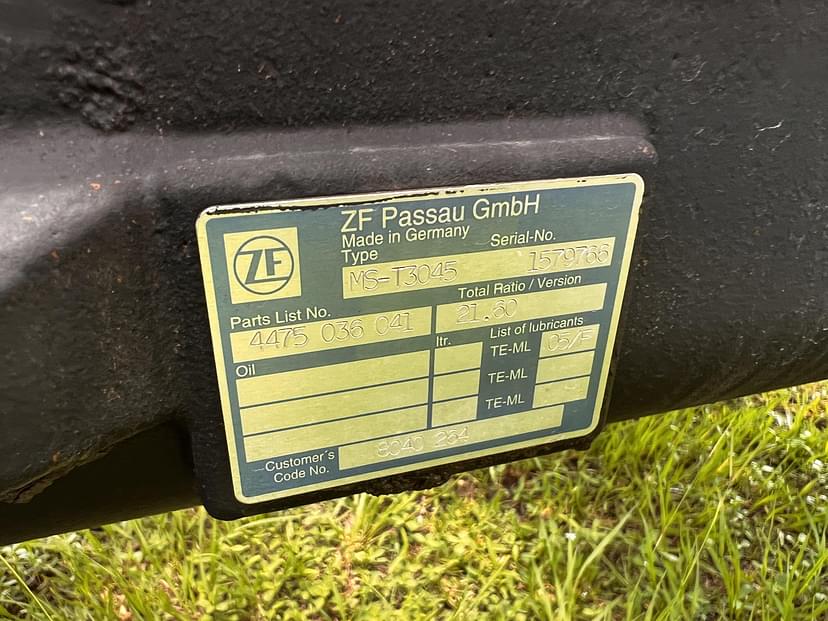 ZF Passau GmbH
Made in Germany
ZF
Type MS-T3045
Serial-No. 1579766
Parts List No. 4475 036 041
Total Ratio / Version 21.60
Oil
ltr.
List of lubricants
TE-ML 05/F
TE-ML
TE-ML
Customer's Code No. 8040 254